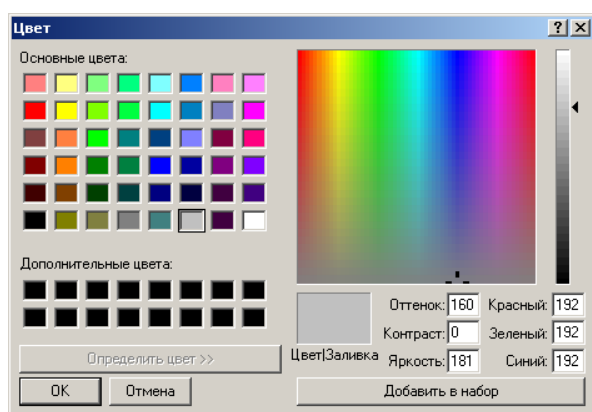 Цвет
Основные цвета:
Дополнительные цвета:
Определить цвет >>
OK Отмена
Цвет|Заливка
Оттенок: 160 Красный: 192
Контраст: 0 Зеленый: 192
Яркость: 181 Синий: 192
Добавить в набор